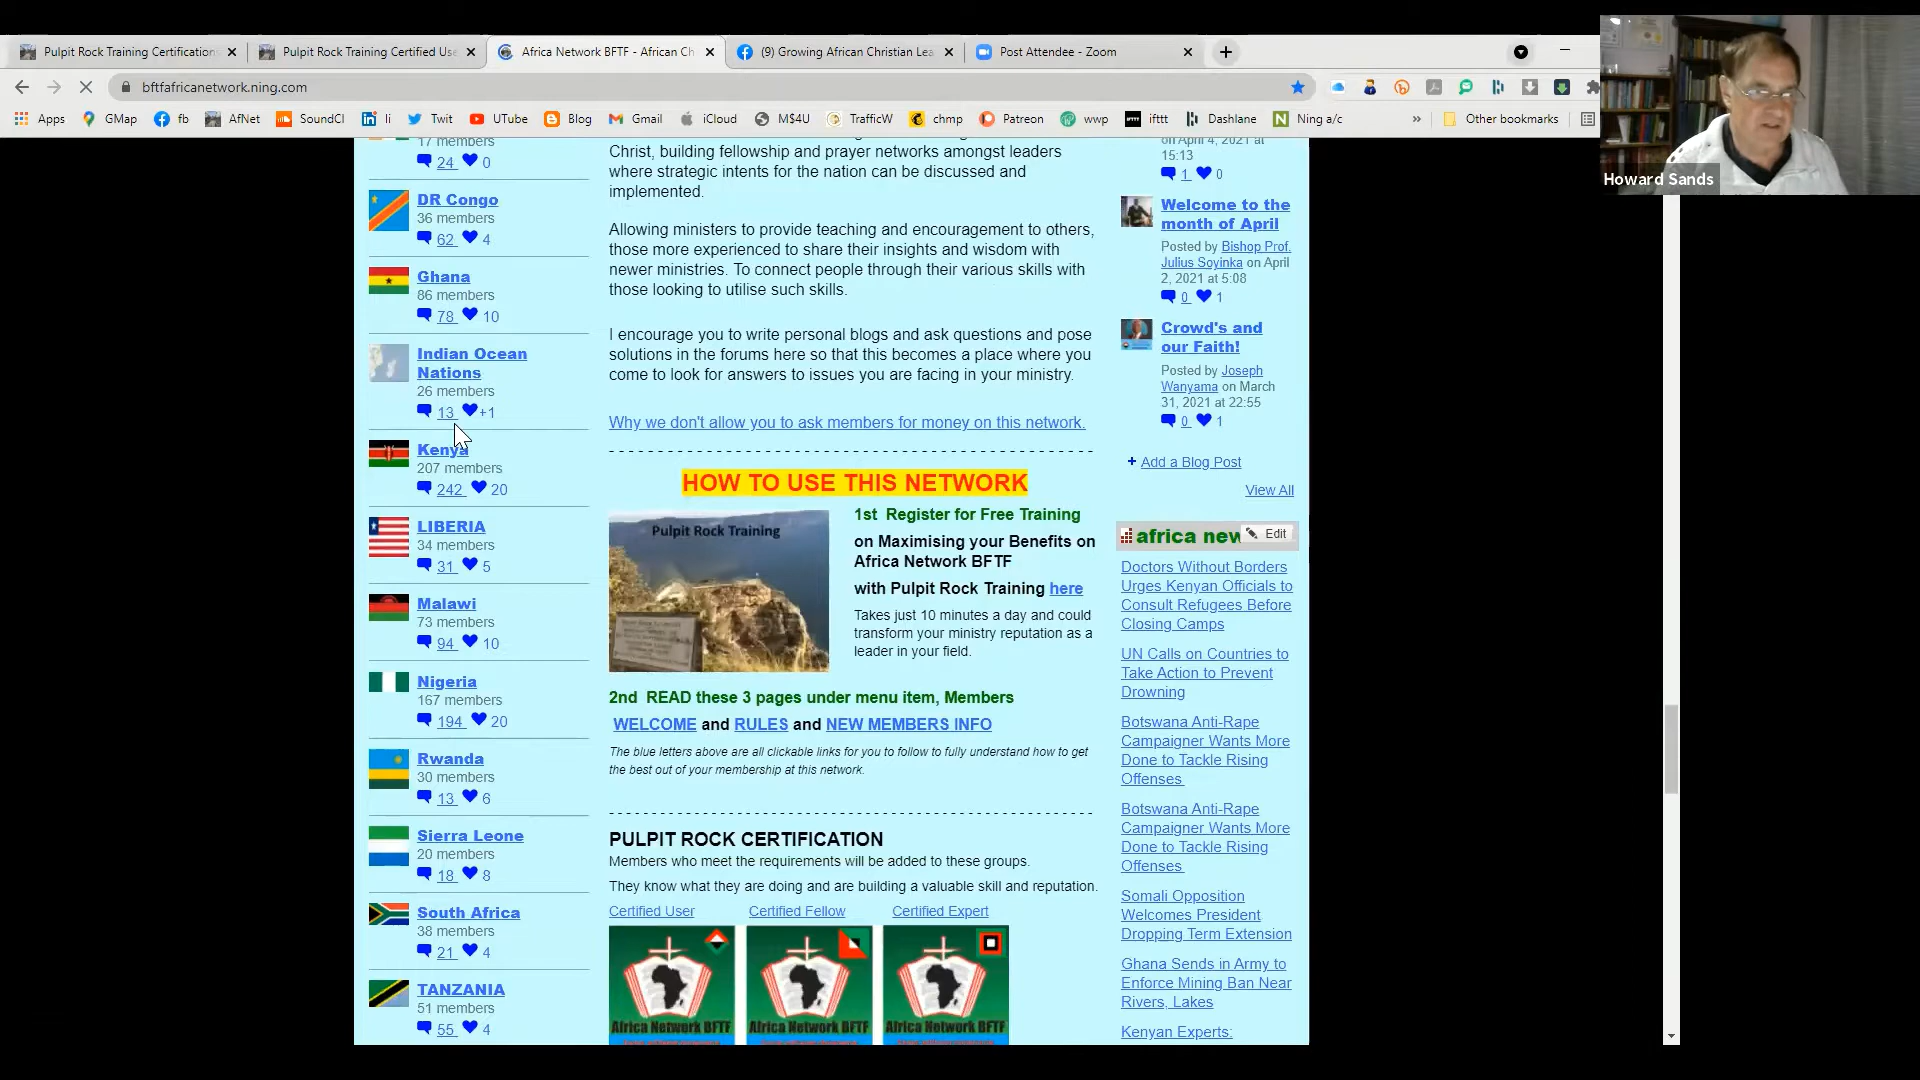 Pulpit Rock Training Certification
Pulpit Rock Training Certified Use
Africa Network BFTF - African Ch
(9) Growing African Christian Lea
Post Attendee - Zoom
bftfafricanetwork.ning.com
Apps
GMap
fb
AfNet
SoundCl
li
Twit
UTube
Blog
Gmail
iCloud
M$4U
TrafficW
chmp
Patreon
wwp
ifttt
Dashlane
Ning a/c
Other bookmarks
Howard Sands
17 members
24 0
DR Congo
36 members
62 4
Ghana
86 members
78 10
Indian Ocean
Nations
26 members
13 +1
Kenya
207 members
242 20
LIBERIA
34 members
31 5
Malawi
73 members
94 10
Nigeria
167 members
194 20
Rwanda
30 members
13 6
Sierra Leone
20 members
18 8
South Africa
38 members
21 4
TANZANIA
51 members
55 4
Christ, building fellowship and prayer networks amongst leaders
where strategic intents for the nation can be discussed and
implemented.
Allowing ministers to provide teaching and encouragement to others,
those more experienced to share their insights and wisdom with
newer ministries. To connect people through their various skills with
those looking to utilise such skills.
I encourage you to write personal blogs and ask questions and pose
solutions in the forums here so that this becomes a place where you
come to look for answers to issues you are facing in your ministry.
Why we don't allow you to ask members for money on this network.
HOW TO USE THIS NETWORK
Pulpit Rock Training
1st Register for Free Training
on Maximising your Benefits on
Africa Network BFTF
with Pulpit Rock Training here
Takes just 10 minutes a day and could
transform your ministry reputation as a
leader in your field.
2nd READ these 3 pages under menu item, Members
WELCOME and RULES and NEW MEMBERS INFO
The blue letters above are all clickable links for you to follow to fully understand how to get
the best out of your membership at this network.
PULPIT ROCK CERTIFICATION
Members who meet the requirements will be added to these groups.
They know what they are doing and are building a valuable skill and reputation.
Certified User Certified Fellow Certified Expert
Africa Network BFTF Africa Network BFTF Africa Network BFTF
on April 4, 2021 at
15:13
1 0
Welcome to the
month of April
Posted by Bishop Prof.
Julius Soyinka on April
2, 2021 at 5:08
0 1
Crowd's and
our Faith!
Posted by Joseph
Wanyama on March
31, 2021 at 22:55
0 1
+ Add a Blog Post
View All
africa new
Edit
Doctors Without Borders
Urges Kenyan Officials to
Consult Refugees Before
Closing Camps
UN Calls on Countries to
Take Action to Prevent
Drowning
Botswana Anti-Rape
Campaigner Wants More
Done to Tackle Rising
Offenses
Botswana Anti-Rape
Campaigner Wants More
Done to Tackle Rising
Offenses
Somali Opposition
Welcomes President
Dropping Term Extension
Ghana Sends in Army to
Enforce Mining Ban Near
Rivers, Lakes
Kenyan Experts: